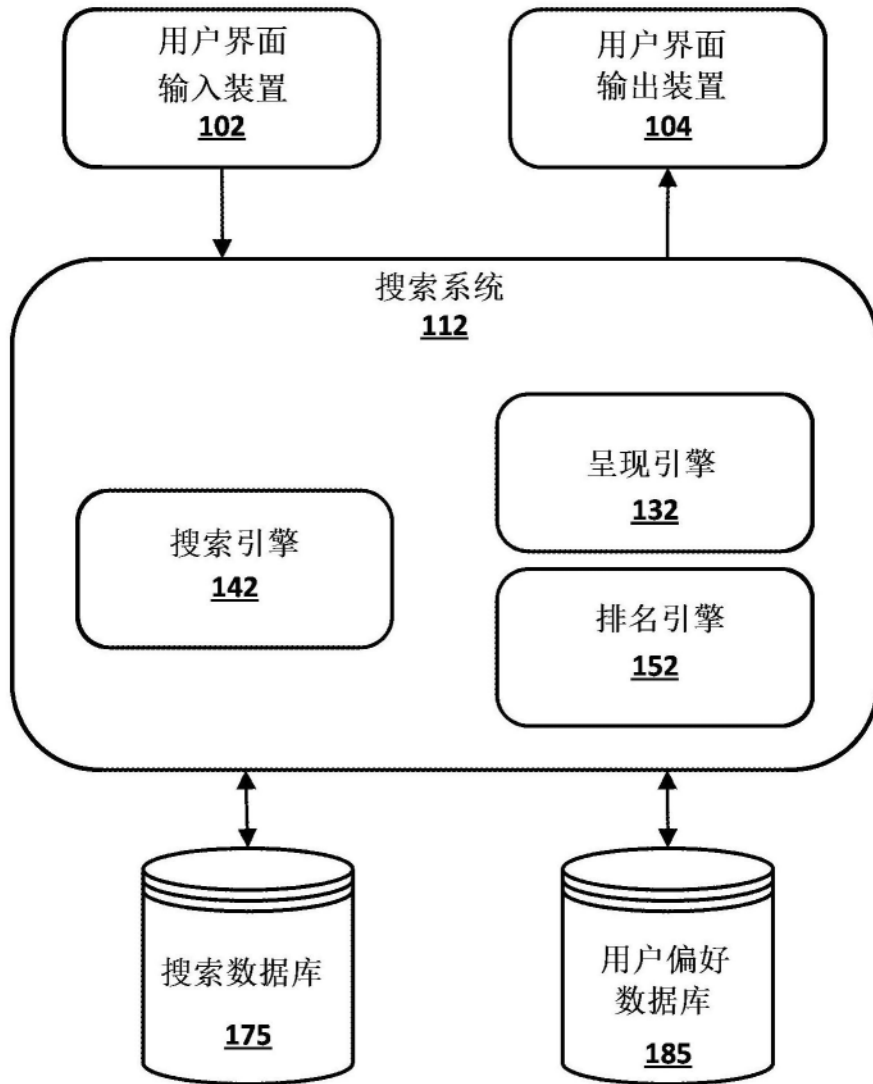 用户界面
输入装置
102
用户界面
输出装置
104
搜索系统
112
呈现引擎
132
搜索引擎
142
排名引擎
152
搜索数据库
175
用户偏好
数据库
185